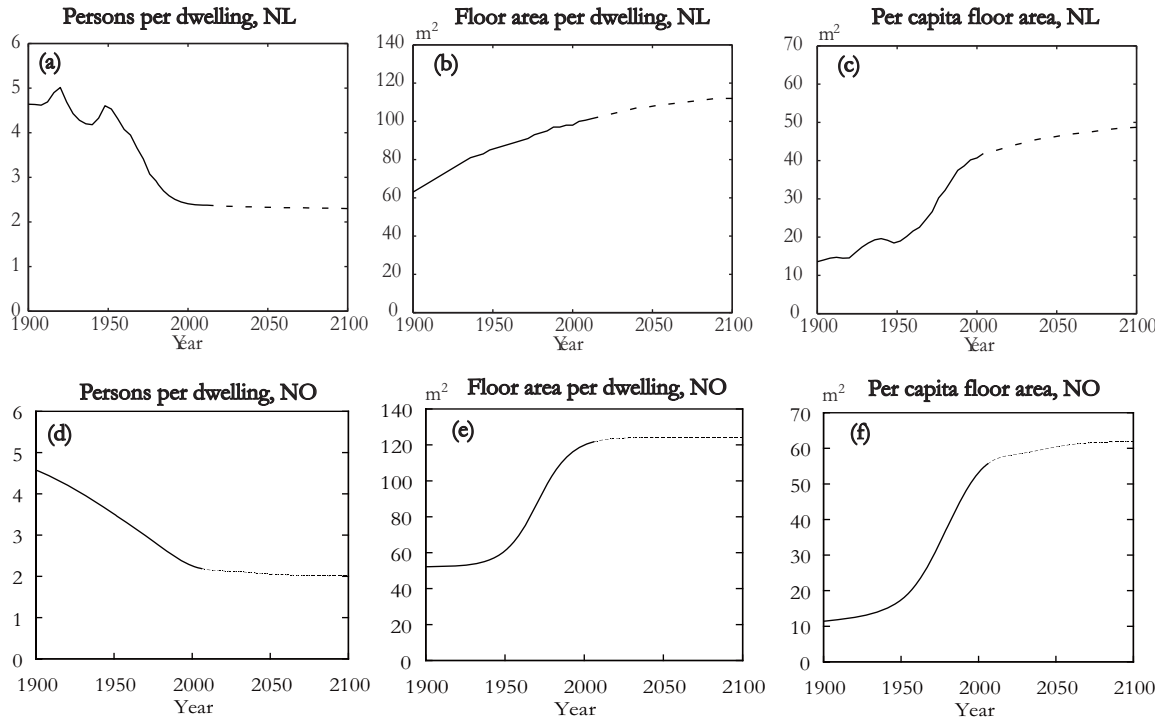 Persons per dwelling, NL
(a)
6
5
4
3
2
1
0
1900 1950 2000 2050 2100
Year
Floor area per dwelling, NL
m²
(b)
140
120
100
80
60
40
20
0
1900 1950 2000 2050 2100
Year
Per capita floor area, NL
m²
(c)
70
60
50
40
30
20
10
0
1900 1950 2000 2050 2100
Year
Persons per dwelling, NO
(d)
6
5
4
3
2
1
0
1900 1950 2000 2050 2100
Year
Floor area per dwelling, NO
m²
(e)
140
120
100
80
60
40
20
0
1900 1950 2000 2050 2100
Year
Per capita floor area, NO
m²
(f)
70
60
50
40
30
20
10
0
1900 1950 2000 2050 2100
Year